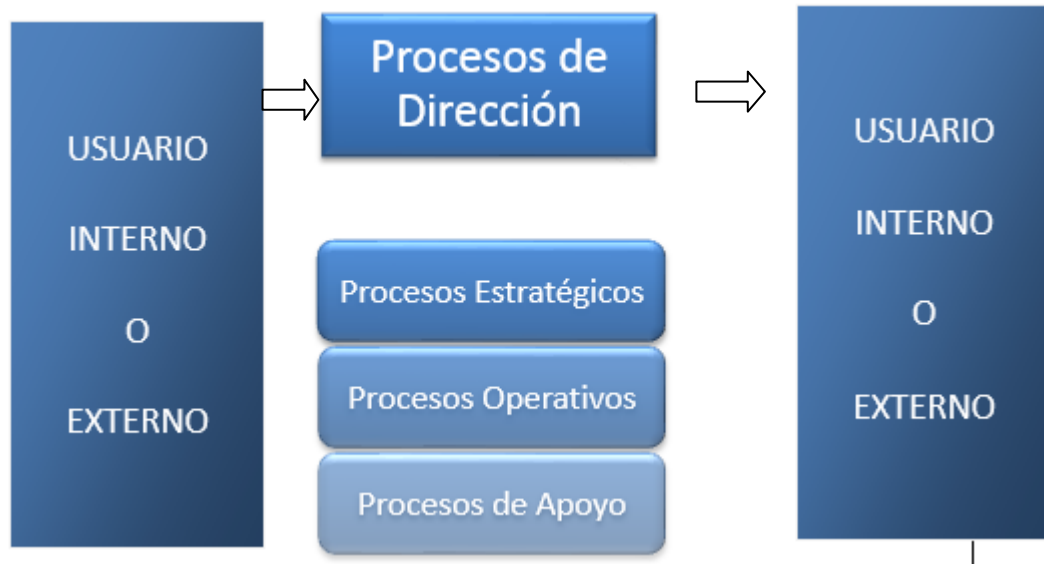 USUARIO
INTERNO
O
EXTERNO
Procesos de
Dirección
Procesos Estratégicos
Procesos Operativos
Procesos de Apoyo
USUARIO
INTERNO
O
EXTERNO